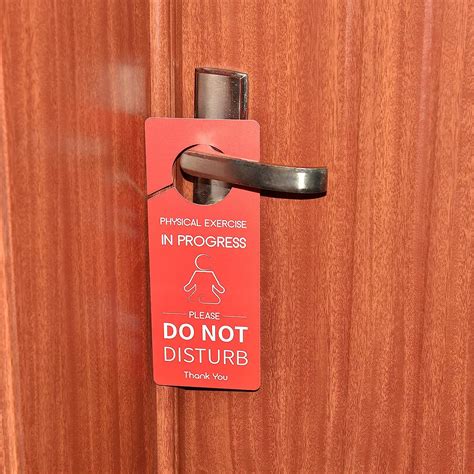 PHYSICAL EXERCISE
IN PROGRESS
PLEASE
DO NOT
DISTURB
Thank You